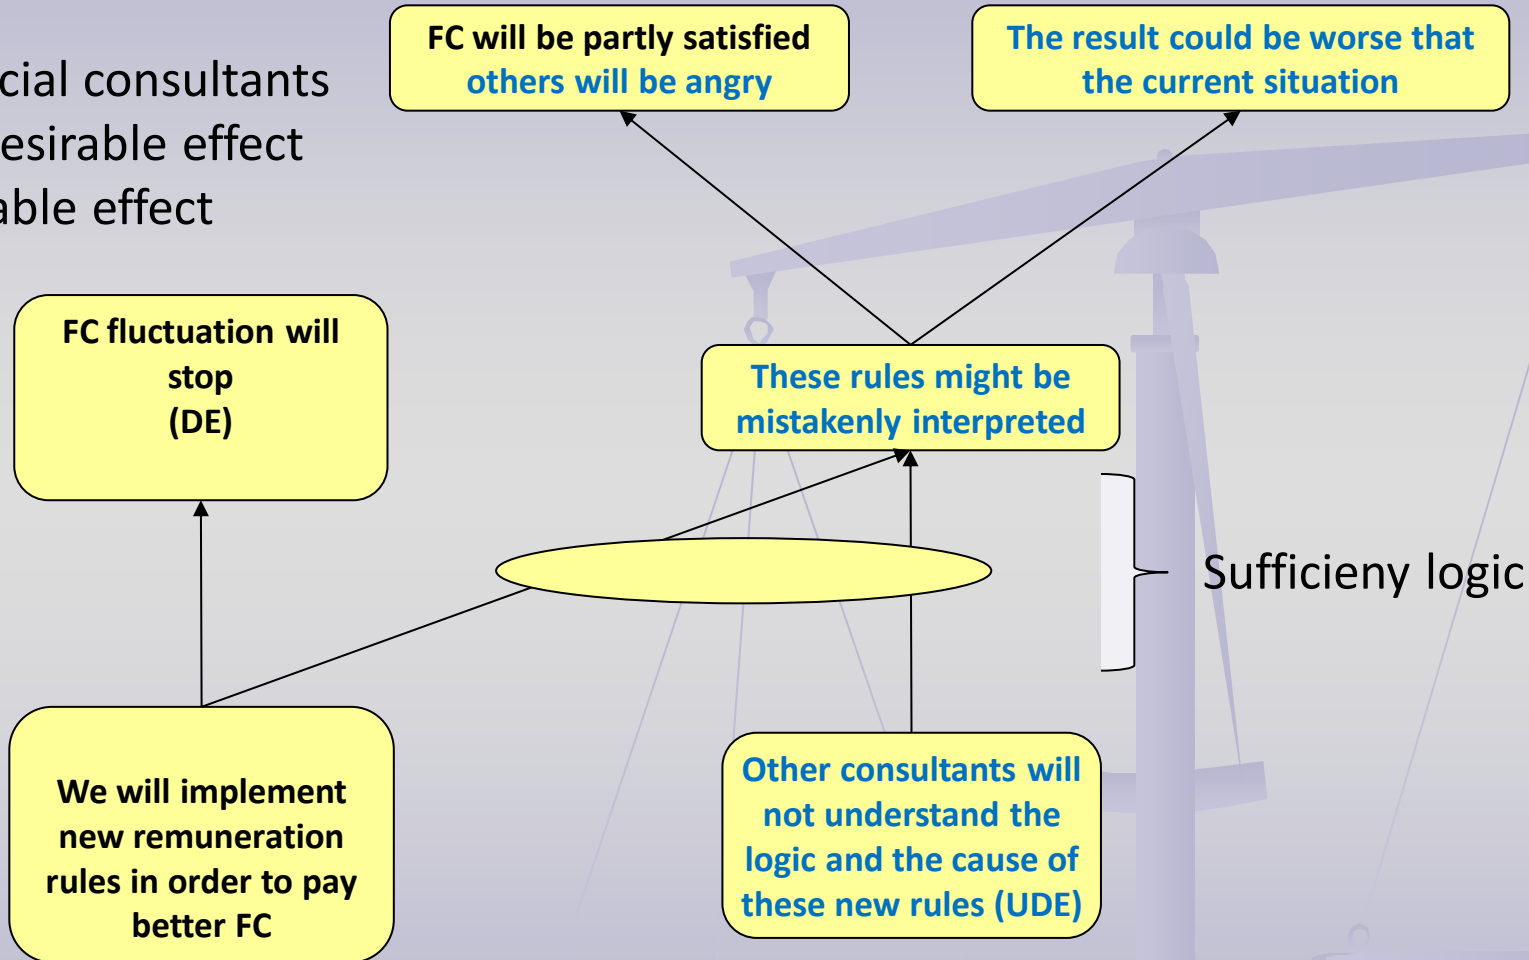 cial consultants
esirable effect
able effect
FC will be partly satisfied
others will be angry
The result could be worse that
the current situation
FC fluctuation will
stop
(DE)
These rules might be
mistakenly interpreted
Sufficieny logic
We will implement
new remuneration
rules in order to pay
better FC
Other consultants will
not understand the
logic and the cause of
these new rules (UDE)